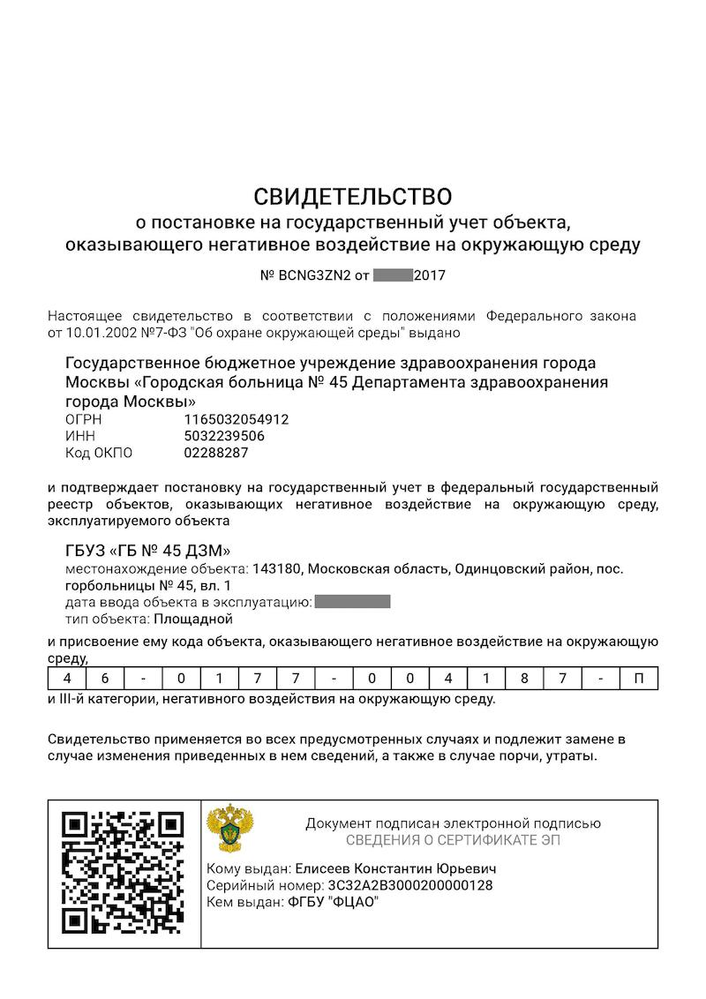 СВИДЕТЕЛЬСТВО
о постановке на государственный учет объекта,
оказывающего негативное воздействие на окружающую среду
№ BCNG3ZN2 от 2017
Настоящее свидетельство в соответствии с положениями Федерального закона
от 10.01.2002 №7-ФЗ "Об охране окружающей среды" выдано
Государственное бюджетное учреждение здравоохранения города
Москвы «Городская больница № 45 Департамента здравоохранения
города Москвы»
ОГРН 1165032054912
ИНН 5032239506
Код ОКПО 02288287
и подтверждает постановку на государственный учет в федеральный государственный
реестр объектов, оказывающих негативное воздействие на окружающую среду,
эксплуатируемого объекта
ГБУЗ «ГБ № 45 ДЗМ»
местонахождение объекта: 143180, Московская область, Одинцовский район, пос.
горбольницы № 45, вл. 1
дата ввода объекта в эксплуатацию:
тип объекта: Площадной
и присвоение ему кода объекта, оказывающего негативное воздействие на окружающую
среду,
4 6 - 0 1 7 7 - 0 0 4 1 8 7 - П
и III-й категории, негативного воздействия на окружающую среду.
Свидетельство применяется во всех предусмотренных случаях и подлежит замене в
случае изменения приведенных в нем сведений, а также в случае порчи, утраты.
Документ подписан электронной подписью
СВЕДЕНИЯ О СЕРТИФИКАТЕ ЭП
Кому выдан: Елисеев Константин Юрьевич
Серийный номер: 3C32A2B3000200000128
Кем выдан: ФГБУ "ФЦАО"